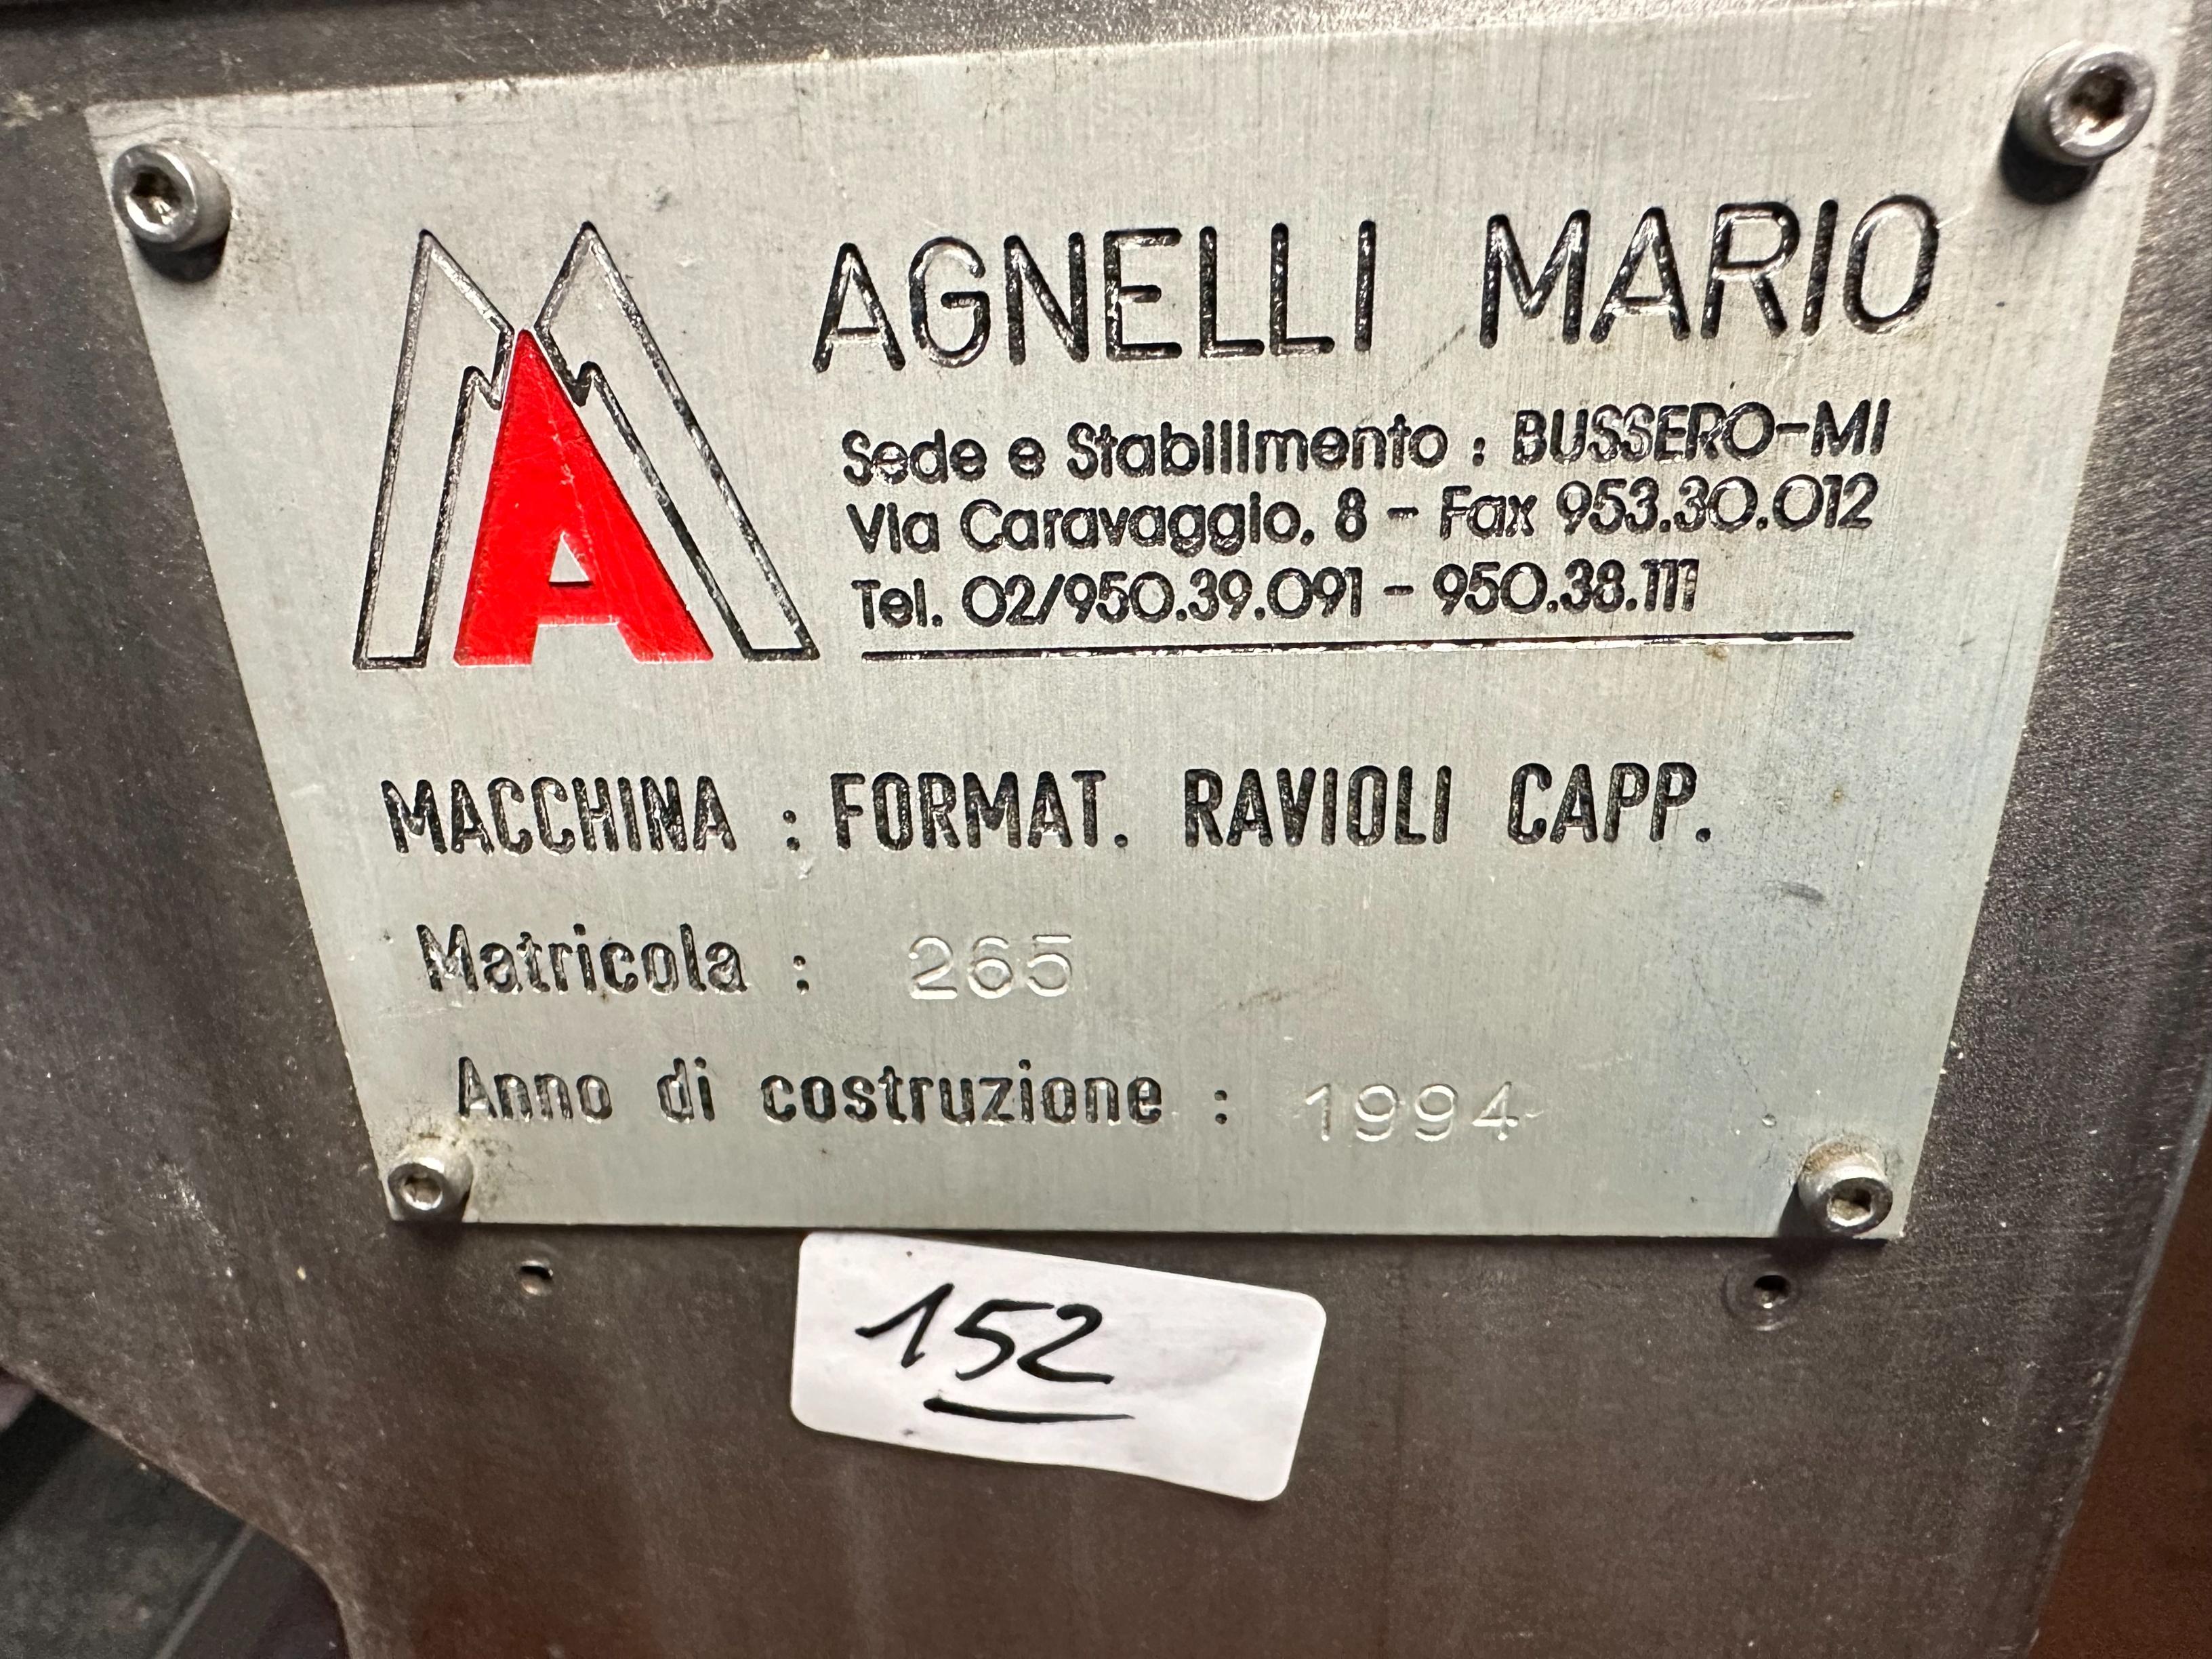 MA
AGNELLI MARIO
Sede e Stabilimento : BUSSERO-MI
Via Caravaggio, 8 - Fax 953.30.012
Tel. 02/950.39.091 - 950.38.111
MACCHINA : FORMAT. RAVIOLI CAPP.
Matricola : 265
Anno di costruzione : 1994
152